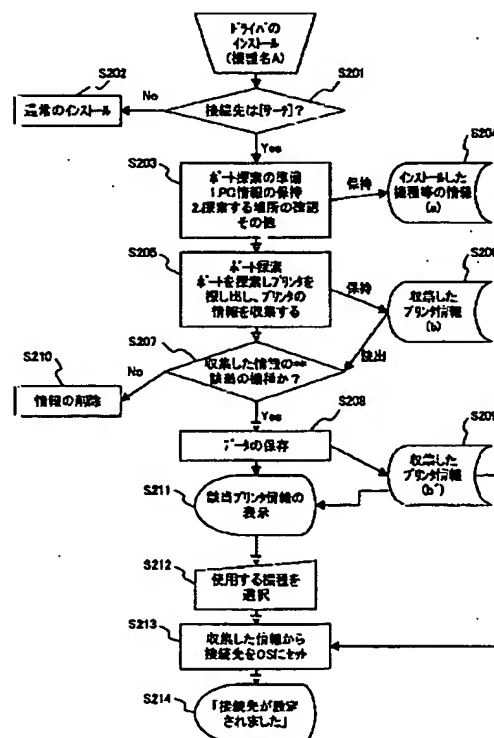 ドライバの
インストール
(機種名A)
S201
S202
No
通常のインストール
接続先は[サーチ]?
Yes
S203
S204
ポート探索の準備
1.PC情報の保持
2.探索する場所の確認
その他
保持
インストールした
機種等の情報
(a)
S205
S206
ポート探索
ポートを探索しプリンタを
探し出し、プリンタの
情報を収集する
保持
収集した
プリンタ情報
(b)
S207
読出
S210
No
収集した情報の**
該当の機種か?
情報の削除
Yes
S208
S209
データの保存
収集した
プリンタ情報
(b')
S211
該当プリンタ情報の
表示
S212
使用する機種を
選択
S213
収集した情報から
接続先をOSにセット
S214
「接続先が設定
されました」